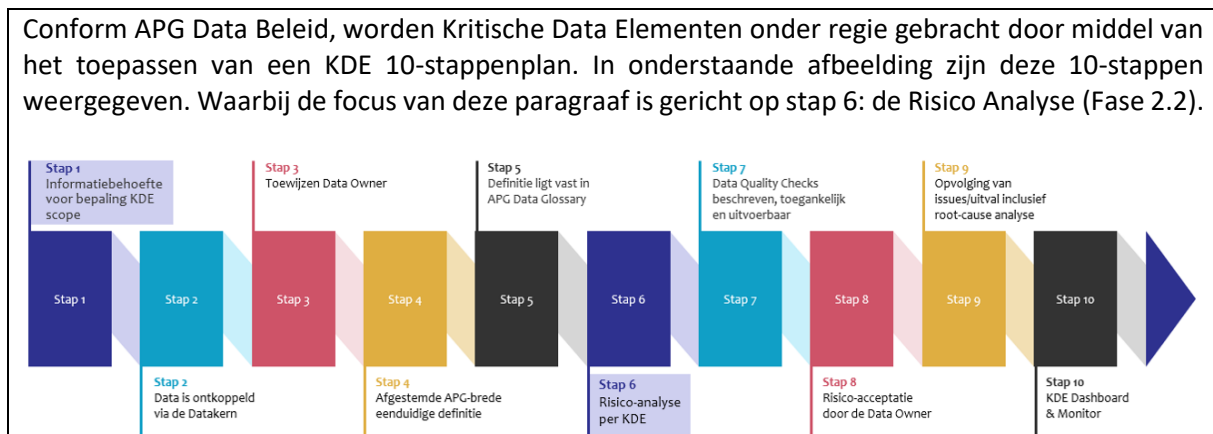 Conform APG Data Beleid, worden Kritische Data Elementen onder regie gebracht door middel van
het toepassen van een KDE 10-stappenplan. In onderstaande afbeelding zijn deze 10-stappen
weergegeven. Waarbij de focus van deze paragraaf is gericht op stap 6: de Risico Analyse (Fase 2.2).
Stap 1
Informatiebehoefte
voor bepaling KDE
scope
Stap 3
Toewijzen Data Owner
Stap 5
Definitie ligt vast in
APG Data Glossary
Stap 7
Data Quality Checks
beschreven, toegankelijk
en uitvoerbaar
Stap 9
Opvolging van
issues/uitval inclusief
root-cause analyse
Stap 1
Stap 2
Stap 3
Stap 4
Stap 5
Stap 6
Stap 7
Stap 8
Stap 9
Stap 10
Stap 2
Data is ontkoppeld
via de Datakern
Stap 4
Afgestemde APG-brede
eenduidige definitie
Stap 6
Risico-analyse
per KDE
Stap 8
Risico-acceptatie
door de Data Owner
Stap 10
KDE Dashboard
& Monitor